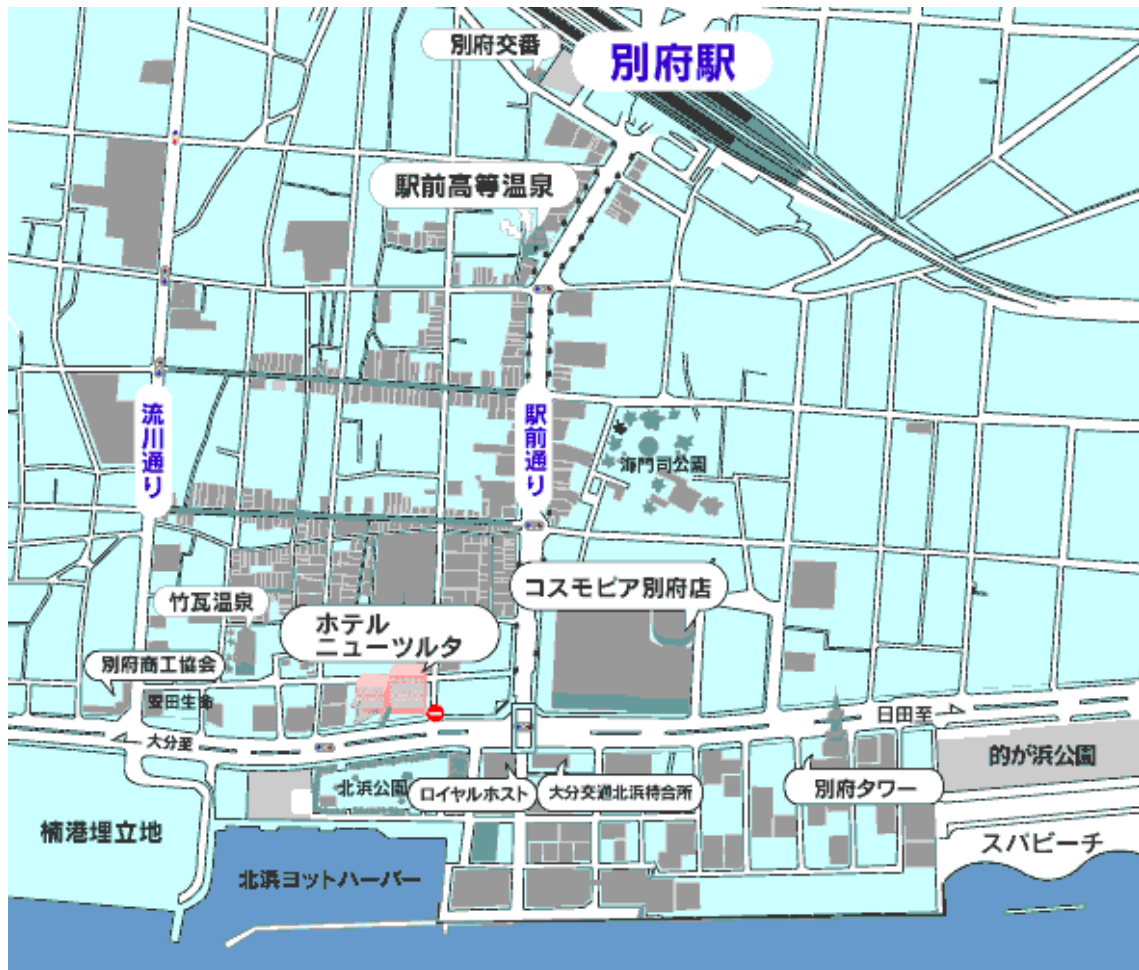 別府交番
別府駅
駅前高等温泉
流川通り
駅前通り
海門司公園
コスモピア別府店
竹瓦温泉
ホテル
ニューツルタ
別府商工協会
安田生命
日田至
大分至
的が浜公園
北浜公園
ロイヤルホスト
大分交通北浜待合所
別府タワー
楠港埋立地
スパビーチ
北浜ヨットハーバー